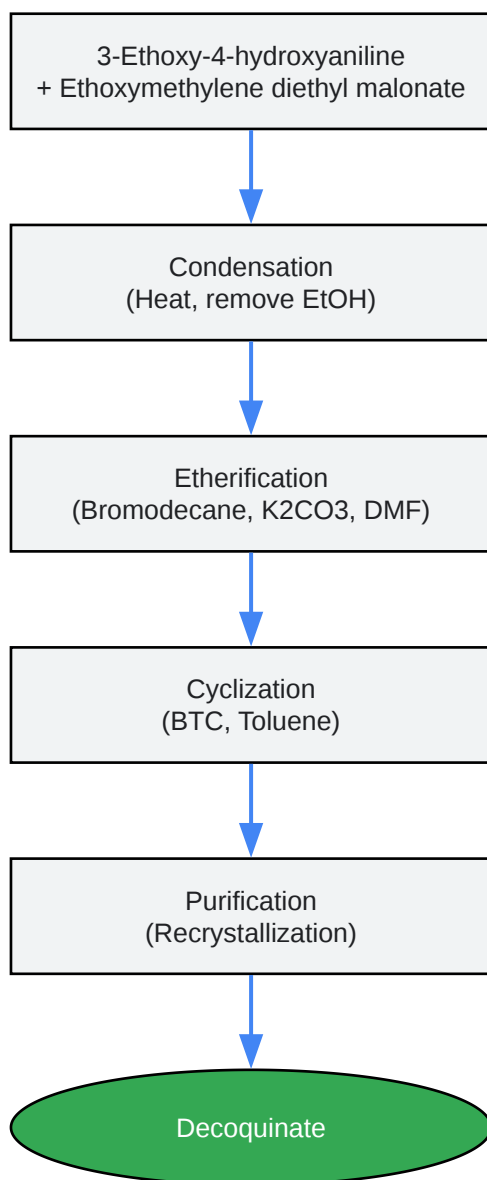 3-Ethoxy-4-hydroxyaniline
+ Ethoxymethylene diethyl malonate
Condensation
(Heat, remove EtOH)
Etherification
(Bromodecane, K2CO3, DMF)
Cyclization
(BTC, Toluene)
Purification
(Recrystallization)
Decoquinate